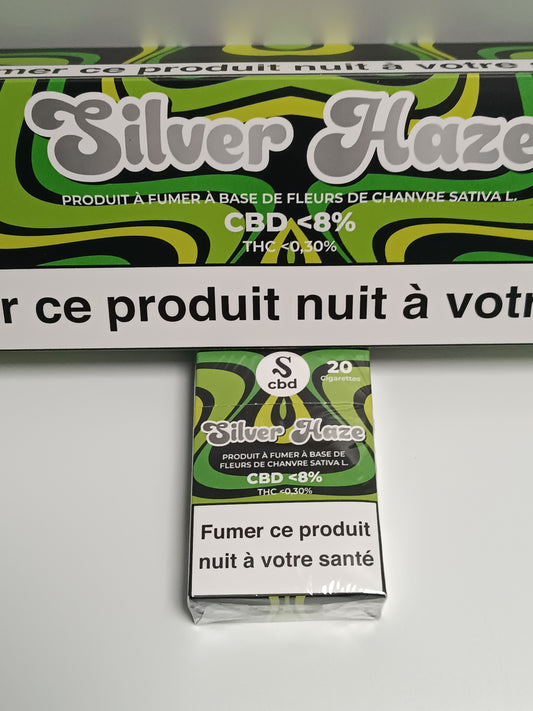 umer ce produit nuit à votre
Silver Haze
PRODUIT À FUMER À BASE DE FLEURS DE CHANVRE SATIVA L.
CBD <8%
THC <0,30%
r ce produit nuit à votr
S
cbd
20
Cigarettes
Silver Haze
PRODUIT À FUMER À BASE DE
FLEURS DE CHANVRE SATIVA L.
CBD <8%
THC <0,30%
Fumer ce produit
nuit à votre santé